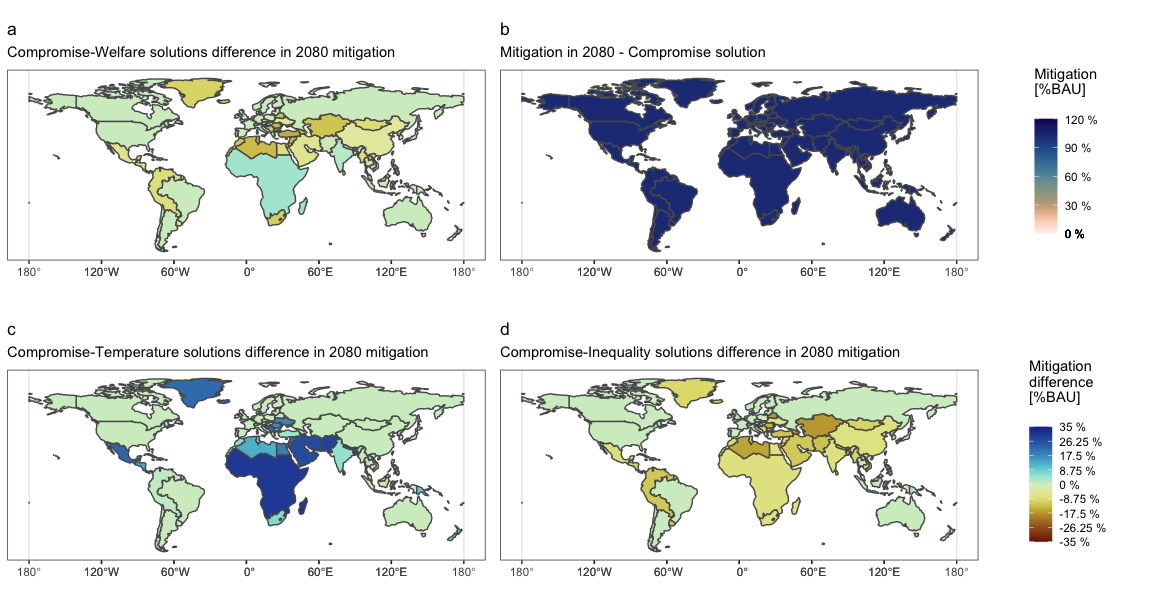 a
Compromise-Welfare solutions difference in 2080 mitigation
180° 120°W 60°W 0° 60°E 120°E 180°
b
Mitigation in 2080 - Compromise solution
180° 120°W 60°W 0° 60°E 120°E 180°
Mitigation
[%BAU]
120 %
90 %
60 %
30 %
0 %
c
Compromise-Temperature solutions difference in 2080 mitigation
180° 120°W 60°W 0° 60°E 120°E 180°
d
Compromise-Inequality solutions difference in 2080 mitigation
180° 120°W 60°W 0° 60°E 120°E 180°
Mitigation
difference
[%BAU]
35 %
26.25 %
17.5 %
8.75 %
0 %
-8.75 %
-17.5 %
-26.25 %
-35 %